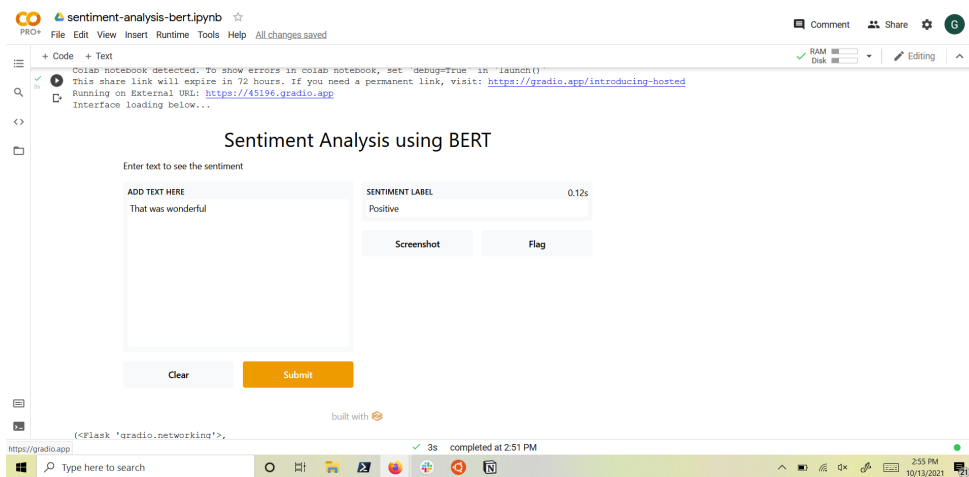 sentiment-analysis-bert.ipynb
Comment Share G
PRO+ File Edit View Insert Runtime Tools Help All changes saved
+ Code + Text
RAM
Disk
Editing
Colab notebook detected. To show errors in colab notebook, set `debug=True` in `launch()`
3s
This share link will expire in 72 hours. If you need a permanent link, visit: https://gradio.app/introducing-hosted
Running on External URL: https://45196.gradio.app
Interface loading below...
Sentiment Analysis using BERT
Enter text to see the sentiment
ADD TEXT HERE
That was wonderful
SENTIMENT LABEL 0.12s
Positive
Screenshot Flag
Clear Submit
built with
(<Flask 'gradio.networking'>,
https://gradio.app
3s completed at 2:51 PM
Type here to search
2:55 PM
10/13/2021
21